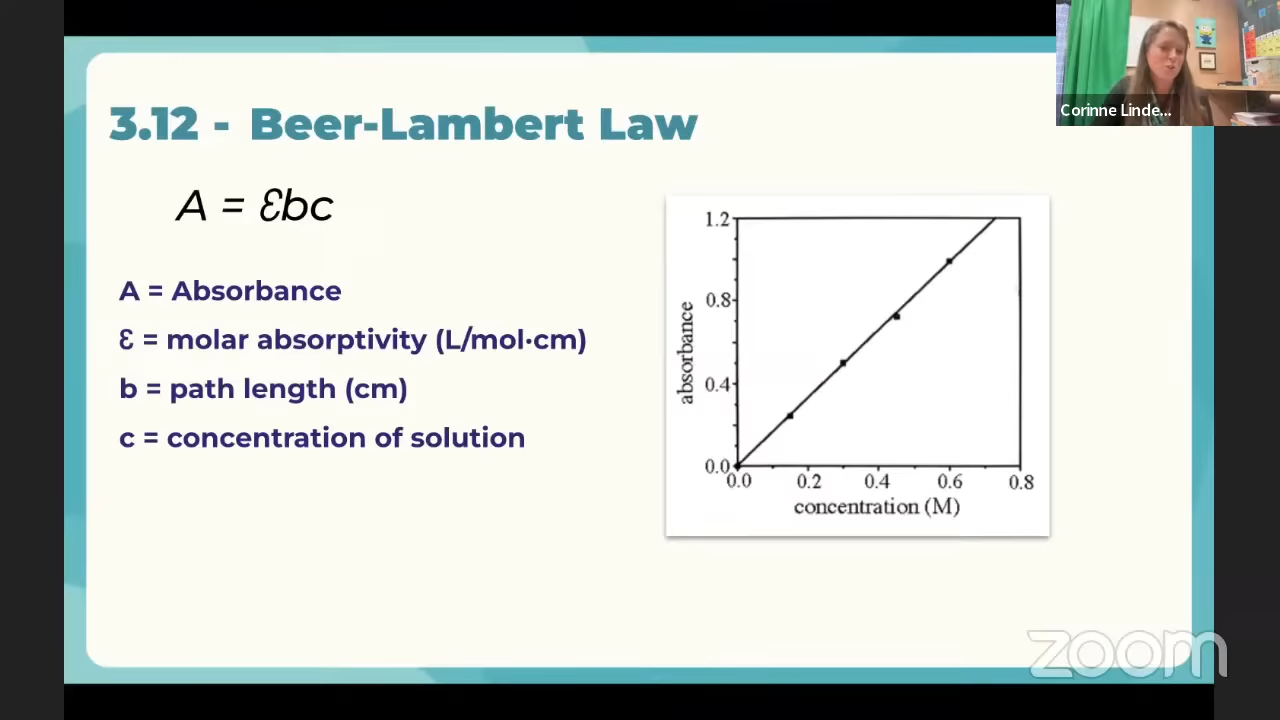 Corinne Linde...
3.12 - Beer-Lambert Law
A = Ɛbc
A = Absorbance
Ɛ = molar absorptivity (L/mol·cm)
b = path length (cm)
c = concentration of solution
1.2
0.8
0.4
0.0
absorbance
0.0 0.2 0.4 0.6 0.8
concentration (M)
zoom